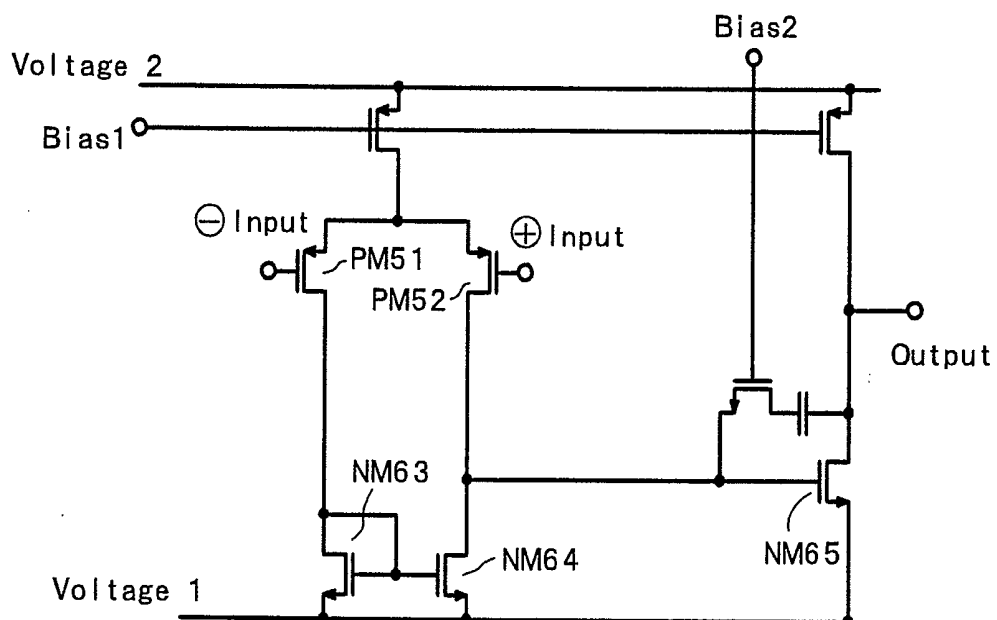 Bias2
Voltage 2
Bias1
⊖ Input
⊕ Input
PM51
PM52
Output
NM63
NM64
NM65
Voltage 1